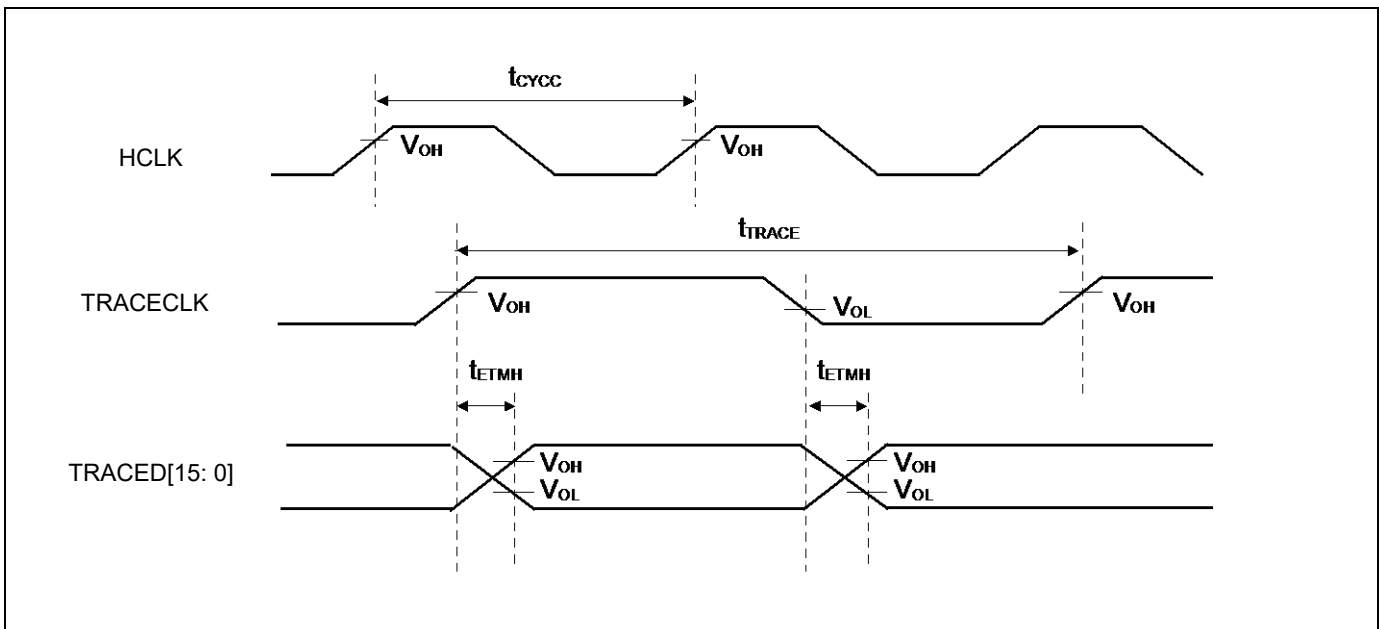 tCYCC
HCLK
VOH
VOH
tTRACE
TRACECLK
VOH
VOL
VOH
tETMH
tETMH
TRACED[15: 0]
VOH
VOH
VOL
VOL